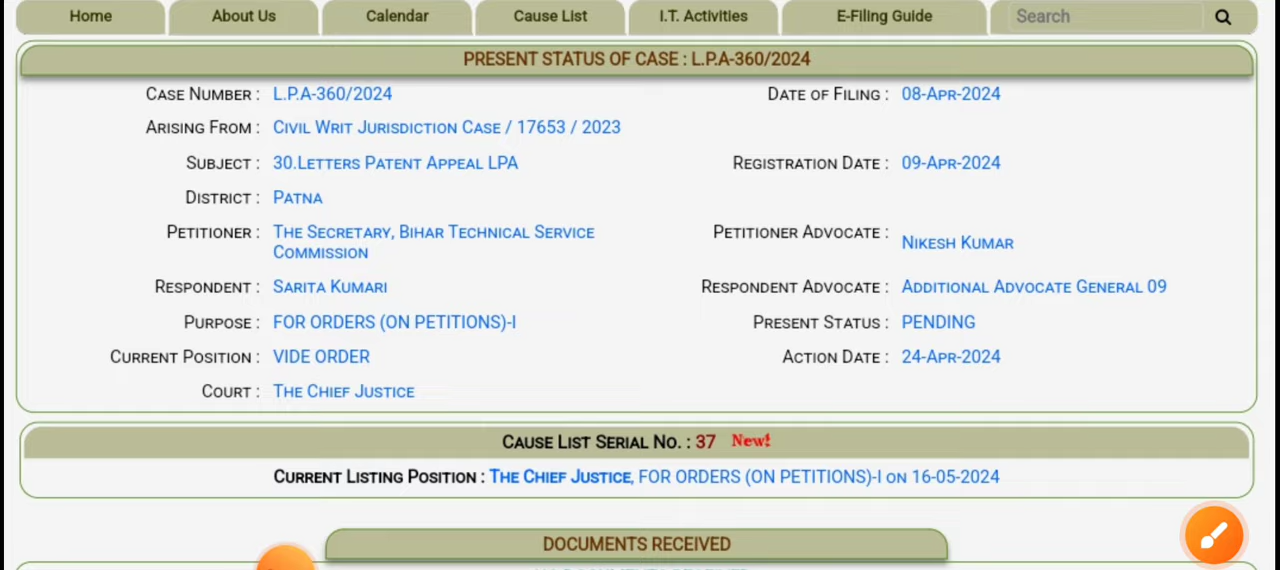 Home About Us Calendar Cause List I.T. Activities E-Filing Guide Search
PRESENT STATUS OF CASE : L.P.A-360/2024
CASE NUMBER : L.P.A-360/2024 DATE OF FILING : 08-APR-2024
ARISING FROM : CIVIL WRIT JURISDICTION CASE / 17653 / 2023
SUBJECT : 30.LETTERS PATENT APPEAL LPA REGISTRATION DATE : 09-APR-2024
DISTRICT : PATNA
PETITIONER : THE SECRETARY, BIHAR TECHNICAL SERVICE COMMISSION PETITIONER ADVOCATE : NIKESH KUMAR
RESPONDENT : SARITA KUMARI RESPONDENT ADVOCATE : ADDITIONAL ADVOCATE GENERAL 09
PURPOSE : FOR ORDERS (ON PETITIONS)-I PRESENT STATUS : PENDING
CURRENT POSITION : VIDE ORDER ACTION DATE : 24-APR-2024
COURT : THE CHIEF JUSTICE
CAUSE LIST SERIAL NO. : 37 New!
CURRENT LISTING POSITION : THE CHIEF JUSTICE, FOR ORDERS (ON PETITIONS)-I ON 16-05-2024
DOCUMENTS RECEIVED